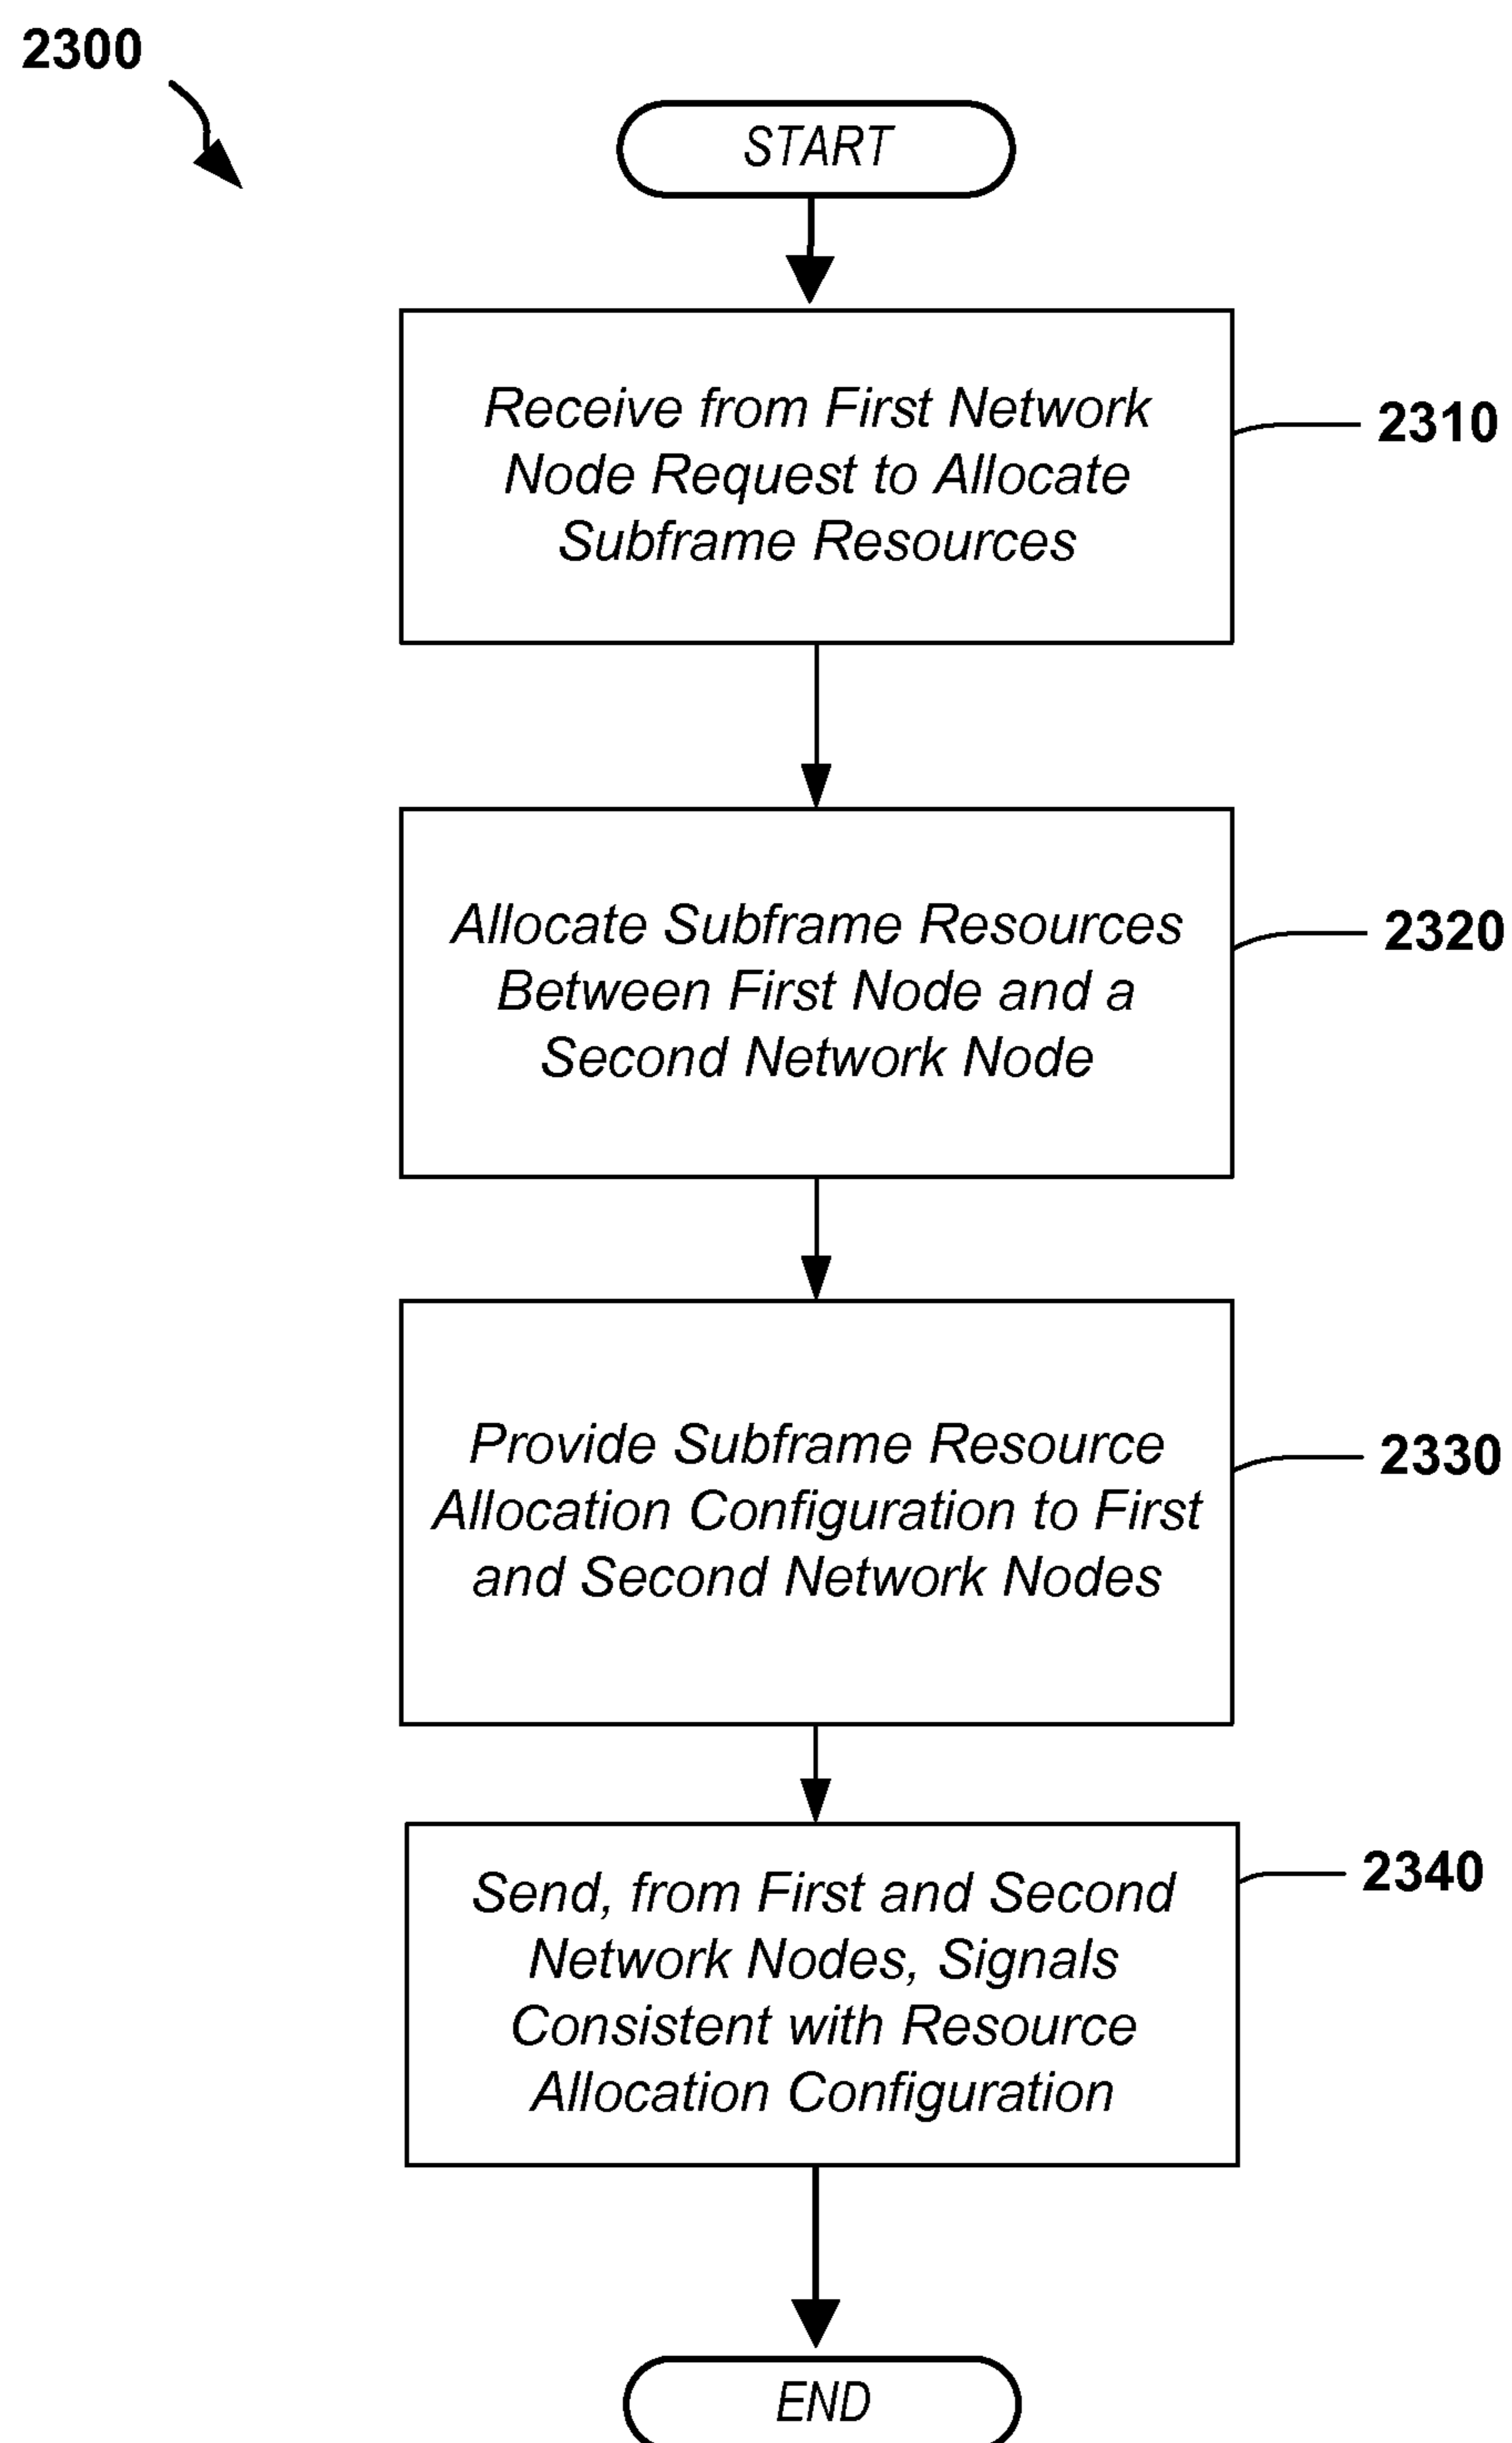 2300
START
Receive from First Network
Node Request to Allocate
Subframe Resources
2310
Allocate Subframe Resources
Between First Node and a
Second Network Node
2320
Provide Subframe Resource
Allocation Configuration to First
and Second Network Nodes
2330
Send, from First and Second
Network Nodes, Signals
Consistent with Resource
Allocation Configuration
2340
END